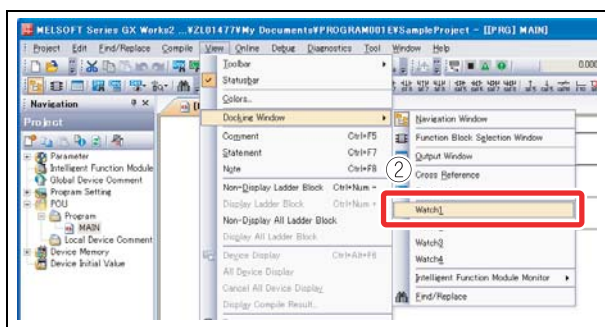 MELSOFT Series GX Works2 ...¥ZL01477¥My Documents¥PROGRAM001E¥SampleProject - [[PRG] MAIN]
Project Edit Find/Replace Compile View Online Debug Diagnostics Tool Window Help
0.000
Navigation
Project
Parameter
Intelligent Function Module
Global Device Comment
Program Setting
POU
Program
MAIN
Local Device Comment
Device Memory
Device Initial Value
Toolbar
Statusbar
Colors...
Docking Window
Comment Ctrl+F5
Statement Ctrl+F7
Note Ctrl+F8
Non-Display Ladder Block Ctrl+Num -
Display Ladder Block Ctrl+Num +
Non-Display All Ladder Block
Display All Ladder Block
Device Display Ctrl+Alt+F6
All Device Display
Cancel All Device Display
Display Compile Result...
Navigation Window
Function Block Selection Window
Output Window
②
Cross Reference
Watch1
Watch3
Watch4
Intelligent Function Module Monitor
Find/Replace